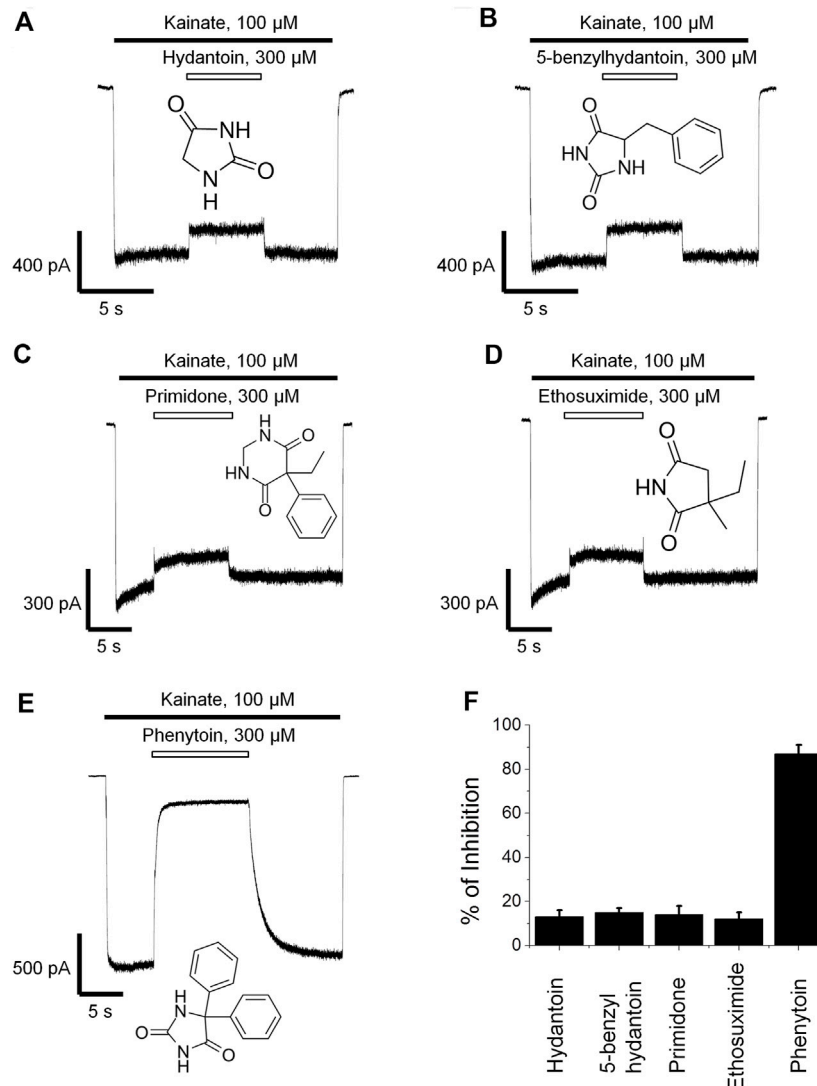 A
Kainate, 100 µM
Hydantoin, 300 µM
O
NH
N
H
O
400 pA
5 s
B
Kainate, 100 µM
5-benzylhydantoin, 300 µM
O
HN
NH
O
400 pA
5 s
C
Kainate, 100 µM
Primidone, 300 µM
H
N
O
HN
O
300 pA
5 s
D
Kainate, 100 µM
Ethosuximide, 300 µM
O
HN
O
300 pA
5 s
E
Kainate, 100 µM
Phenytoin, 300 µM
500 pA
5 s
H
N
O
N
H
O
F
% of Inhibition
100
80
60
40
20
0
Hydantoin
5-benzyl
hydantoin
Primidone
Ethosuximide
Phenytoin